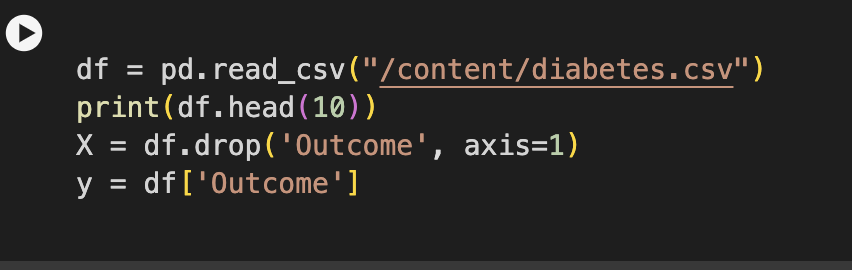 df = pd.read_csv("/content/diabetes.csv")
print(df.head(10))
X = df.drop('Outcome', axis=1)
y = df['Outcome']